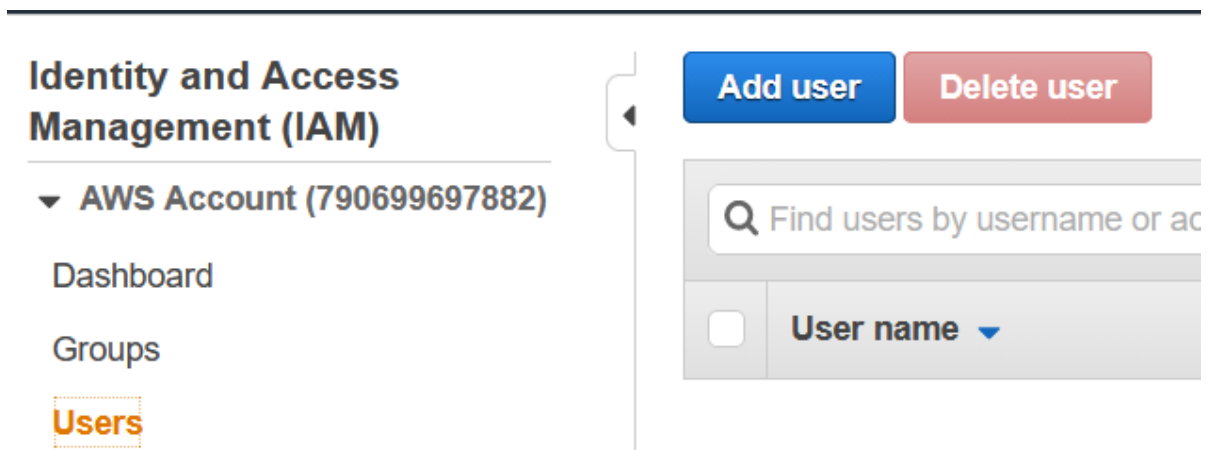 Identity and Access
Management (IAM)
AWS Account (790699697882)
Dashboard
Groups
Users
Add user
Delete user
Find users by username or ac
User name